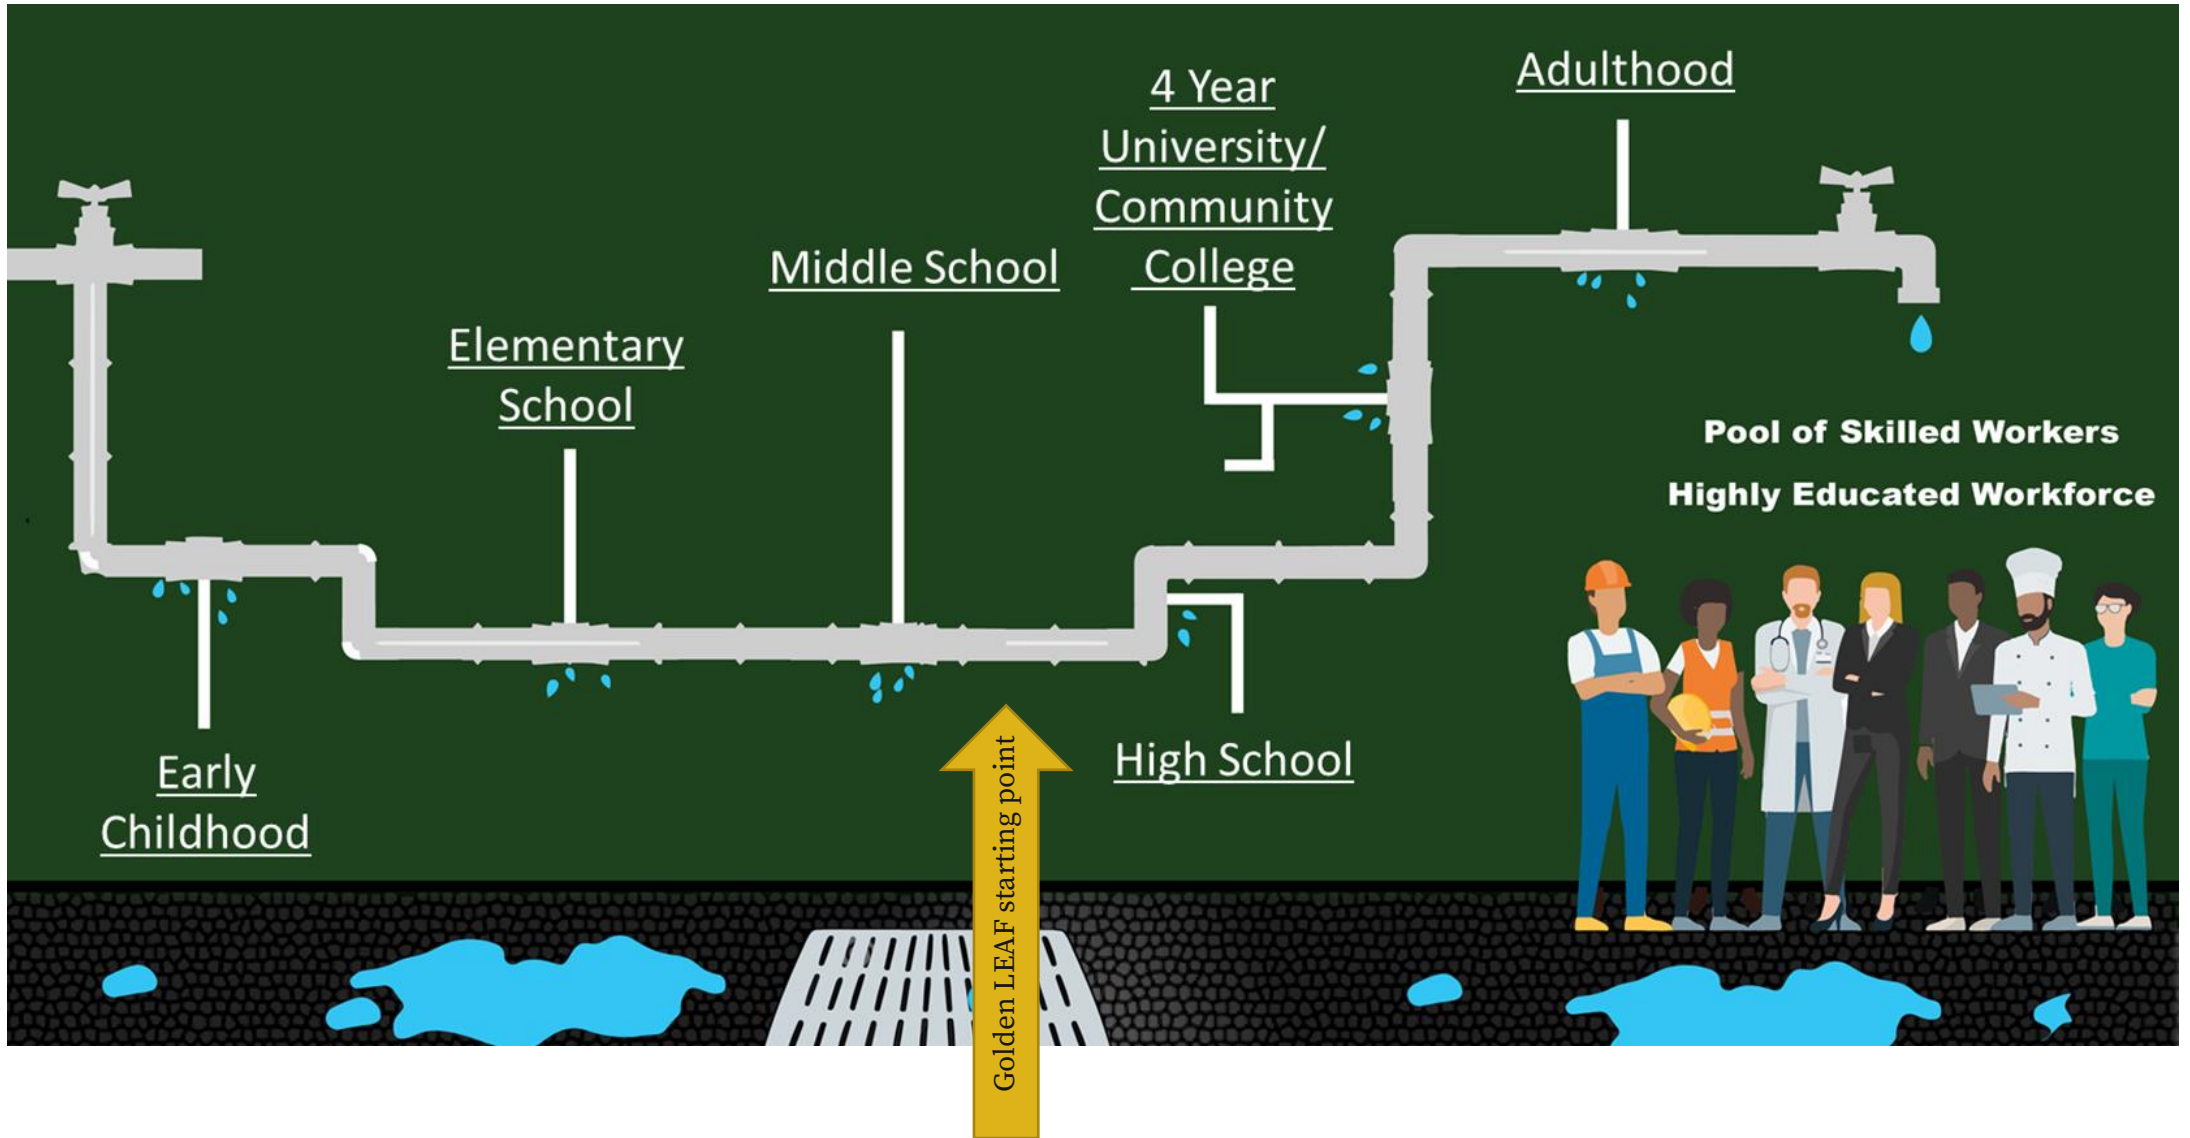 Early
Childhood
Elementary
School
Middle School
High School
4 Year
University/
Community
College
Adulthood
Pool of Skilled Workers
Highly Educated Workforce
Golden LEAF starting point